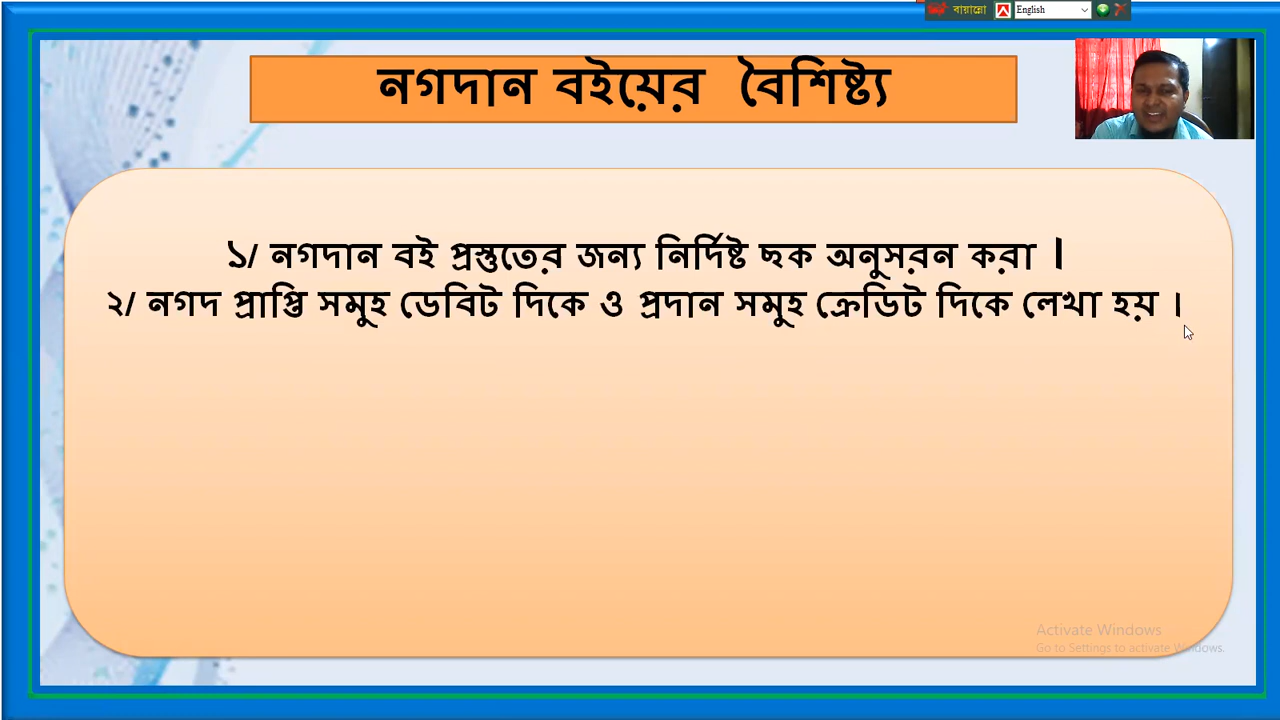 বায়ান্নো English
নগদান বইয়ের বৈশিষ্ট্য
১/ নগদান বই প্রস্তুতের জন্য নির্দিষ্ট ছক অনুসরন করা ।
২/ নগদ প্রাপ্তি সমুহ ডেবিট দিকে ও প্রদান সমুহ ক্রেডিট দিকে লেখা হয় ।
Activate Windows
Go to Settings to activate Windows.